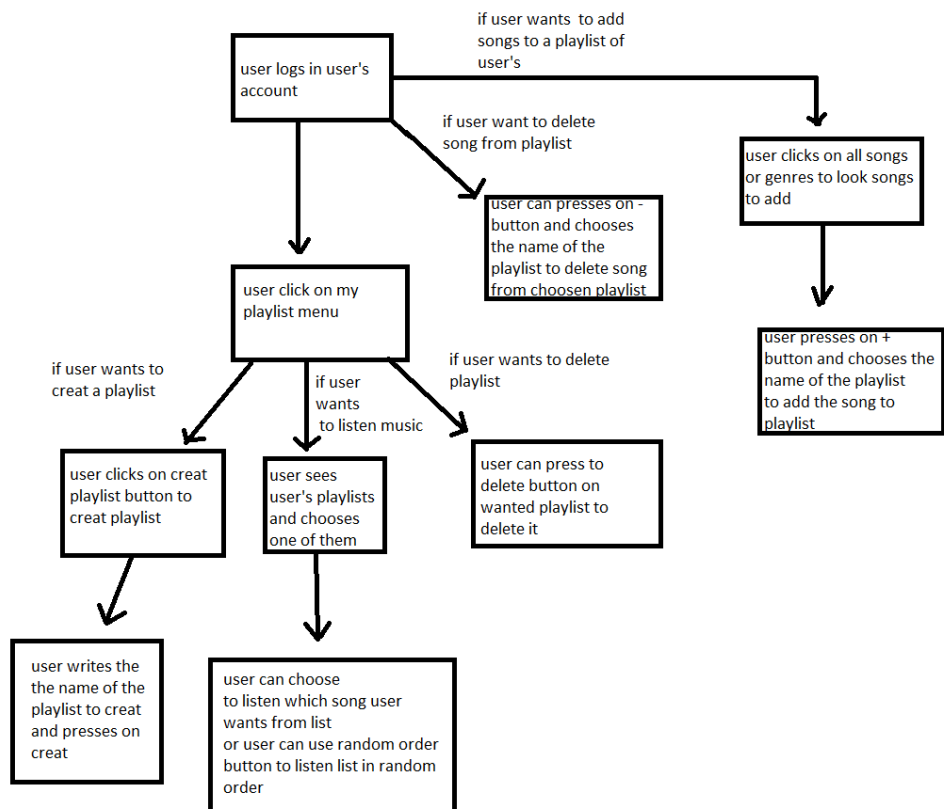 if user wants  to add
songs to a playlist of
user's
user logs in user's
account
if user want to delete
song from playlist
user clicks on all songs
or genres to look songs
to add
user can presses on -
button and chooses
the name of the
playlist to delete song
from choosen playlist
user click on my
playlist menu
user presses on +
button and chooses the
name of the playlist
to add the song to
playlist
if user wants to
creat a playlist
if user
wants
to listen music
if user wants to delete
playlist
user clicks on creat
playlist button to
creat playlist
user sees
user's playlists
and chooses
one of them
user can press to
delete button on
wanted playlist to
delete it
user writes the
the name of the
playlist to creat
and presses on
creat
user can choose
to listen which song user
wants from list
or user can use random order
button to listen list in random
order